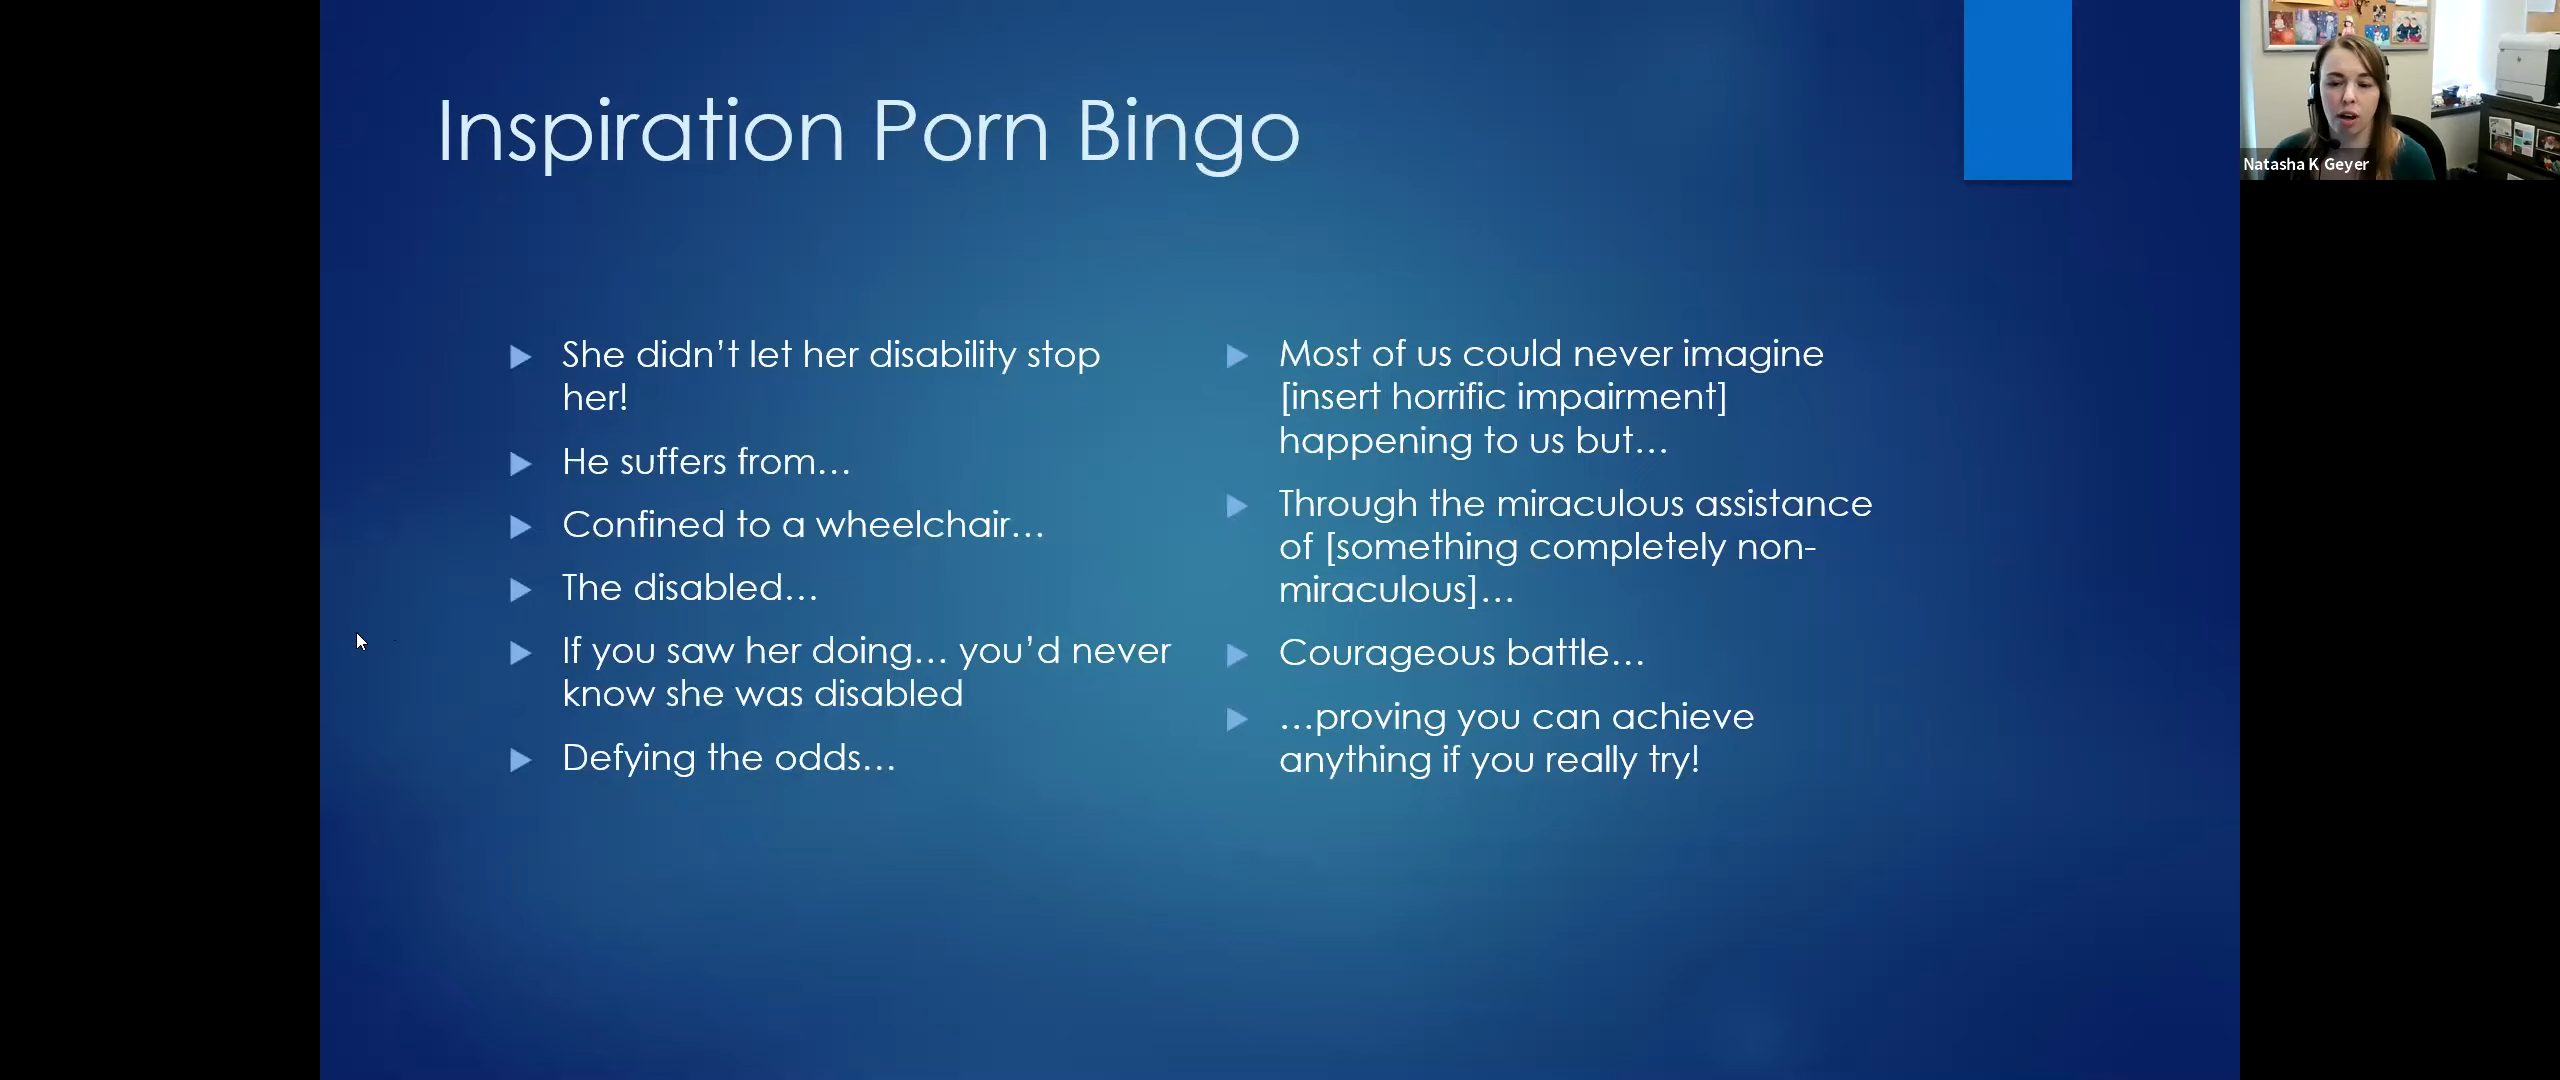 Inspiration Porn Bingo
She didn’t let her disability stop
her!
He suffers from…
Confined to a wheelchair…
The disabled…
If you saw her doing… you’d never
know she was disabled
Defying the odds…
Most of us could never imagine
[insert horrific impairment]
happening to us but…
Through the miraculous assistance
of [something completely non-
miraculous]…
Courageous battle…
…proving you can achieve
anything if you really try!
Natasha K Geyer